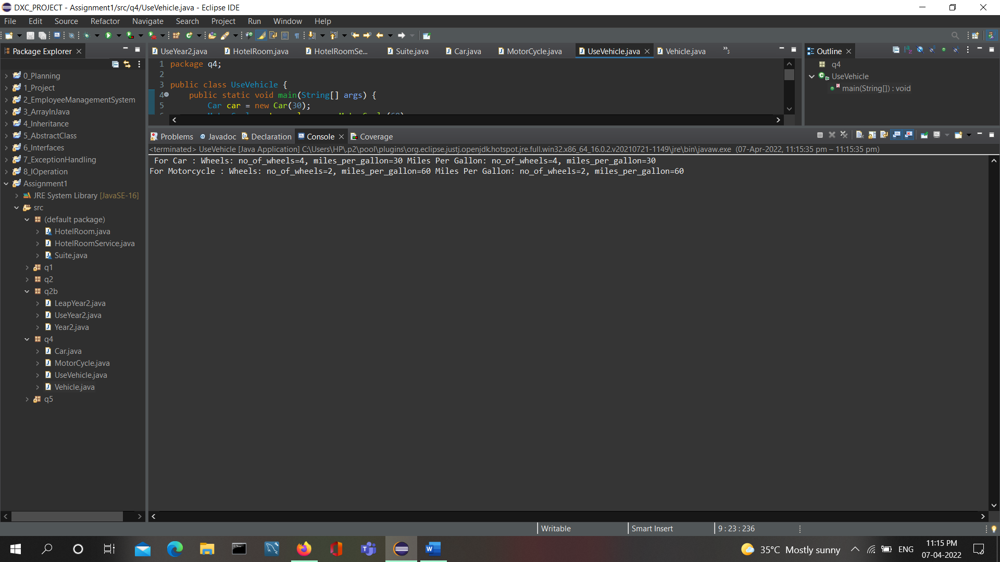 DXC_PROJECT - Assignment1/src/q4/UseVehicle.java - Eclipse IDE
File Edit Source Refactor Navigate Search Project Run Window Help
Package Explorer
0_Planning
1_Project
2_EmployeeManagementSystem
3_ArrayInJava
4_Inheritance
5_AbstractClass
6_Interfaces
7_ExceptionHandling
8_IOperation
Assignment1
JRE System Library [JavaSE-16]
src
(default package)
HotelRoom.java
HotelRoomService.java
Suite.java
q1
q2
q2b
LeapYear2.java
UseYear2.java
Year2.java
q4
Car.java
MotorCycle.java
UseVehicle.java
Vehicle.java
q5
UseYear2.java HotelRoom.java HotelRoomSe... Suite.java Car.java MotorCycle.java UseVehicle.java Vehicle.java »3
1 package q4;
2
3 public class UseVehicle {
4 public static void main(String[] args) {
5 Car car = new Car(30);
Outline
q4
UseVehicle
main(String[]) : void
Problems @ Javadoc Declaration Console Coverage
<terminated> UseVehicle [Java Application] C:\Users\HP\.p2\pool\plugins\org.eclipse.justj.openjdk.hotspot.jre.full.win32.x86_64_16.0.2.v20210721-1149\jre\bin\javaw.exe (07-Apr-2022, 11:15:35 pm – 11:15:35 pm)
For Car : Wheels: no_of_wheels=4, miles_per_gallon=30 Miles Per Gallon: no_of_wheels=4, miles_per_gallon=30
For Motorcycle : Wheels: no_of_wheels=2, miles_per_gallon=60 Miles Per Gallon: no_of_wheels=2, miles_per_gallon=60
Writable Smart Insert 9 : 23 : 236
35°C Mostly sunny ENG 11:15 PM
07-04-2022